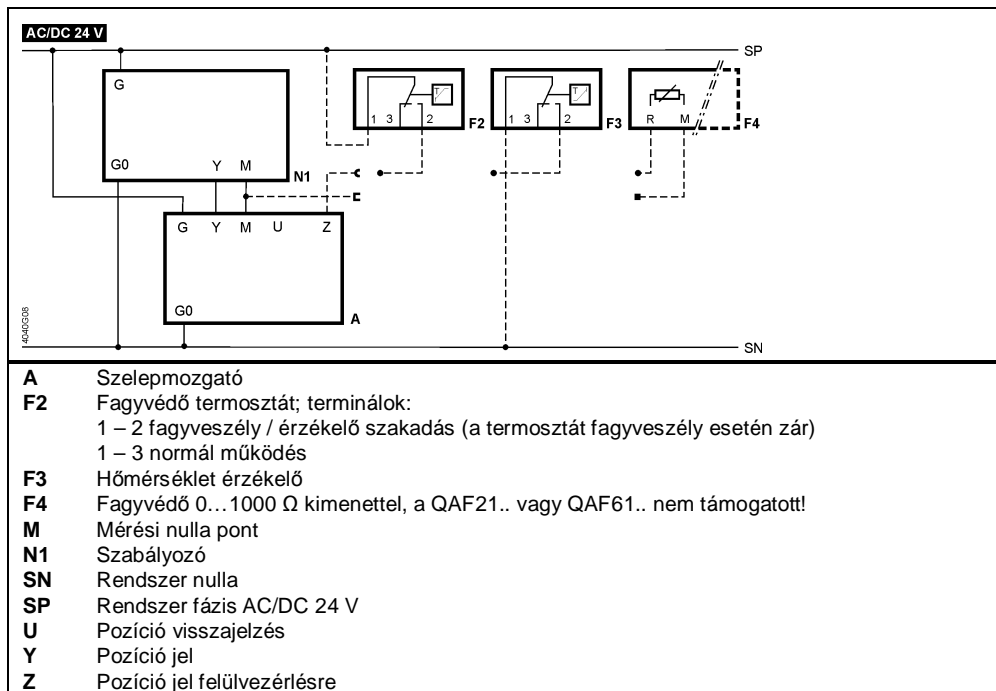 AC/DC 24 V
SP
G
T
T
1 3 2
F2
1 3 2
F3
R M
F4
G0 Y M
N1
G Y M U Z
G0
A
4040G08
SN
A Szelepmozgató
F2 Fagyvédő termosztát; terminálok:
1 – 2 fagyveszély / érzékelő szakadás (a termosztát fagyveszély esetén zár)
1 – 3 normál működés
F3 Hőmérséklet érzékelő
F4 Fagyvédő 0…1000 Ω kimenettel, a QAF21.. vagy QAF61.. nem támogatott!
M Mérési nulla pont
N1 Szabályozó
SN Rendszer nulla
SP Rendszer fázis AC/DC 24 V
U Pozíció visszajelzés
Y Pozíció jel
Z Pozíció jel felülvezérlésre